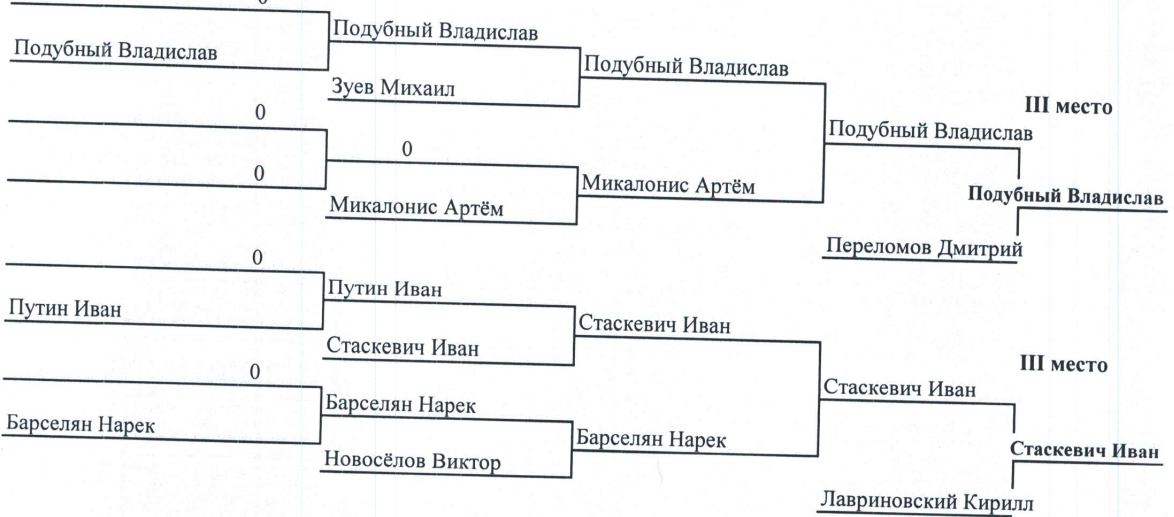 0
Подубный Владислав
Подубный Владислав
Зуев Михаил
Подубный Владислав
0
0
0
Микалонис Артём
Микалонис Артём
Подубный Владислав
III место
Подубный Владислав
Переломов Дмитрий
0
Путин Иван
Путин Иван
Стаскевич Иван
Стаскевич Иван
0
Барселян Нарек
Барселян Нарек
Новосёлов Виктор
Барселян Нарек
Стаскевич Иван
III место
Стаскевич Иван
Лавриновский Кирилл